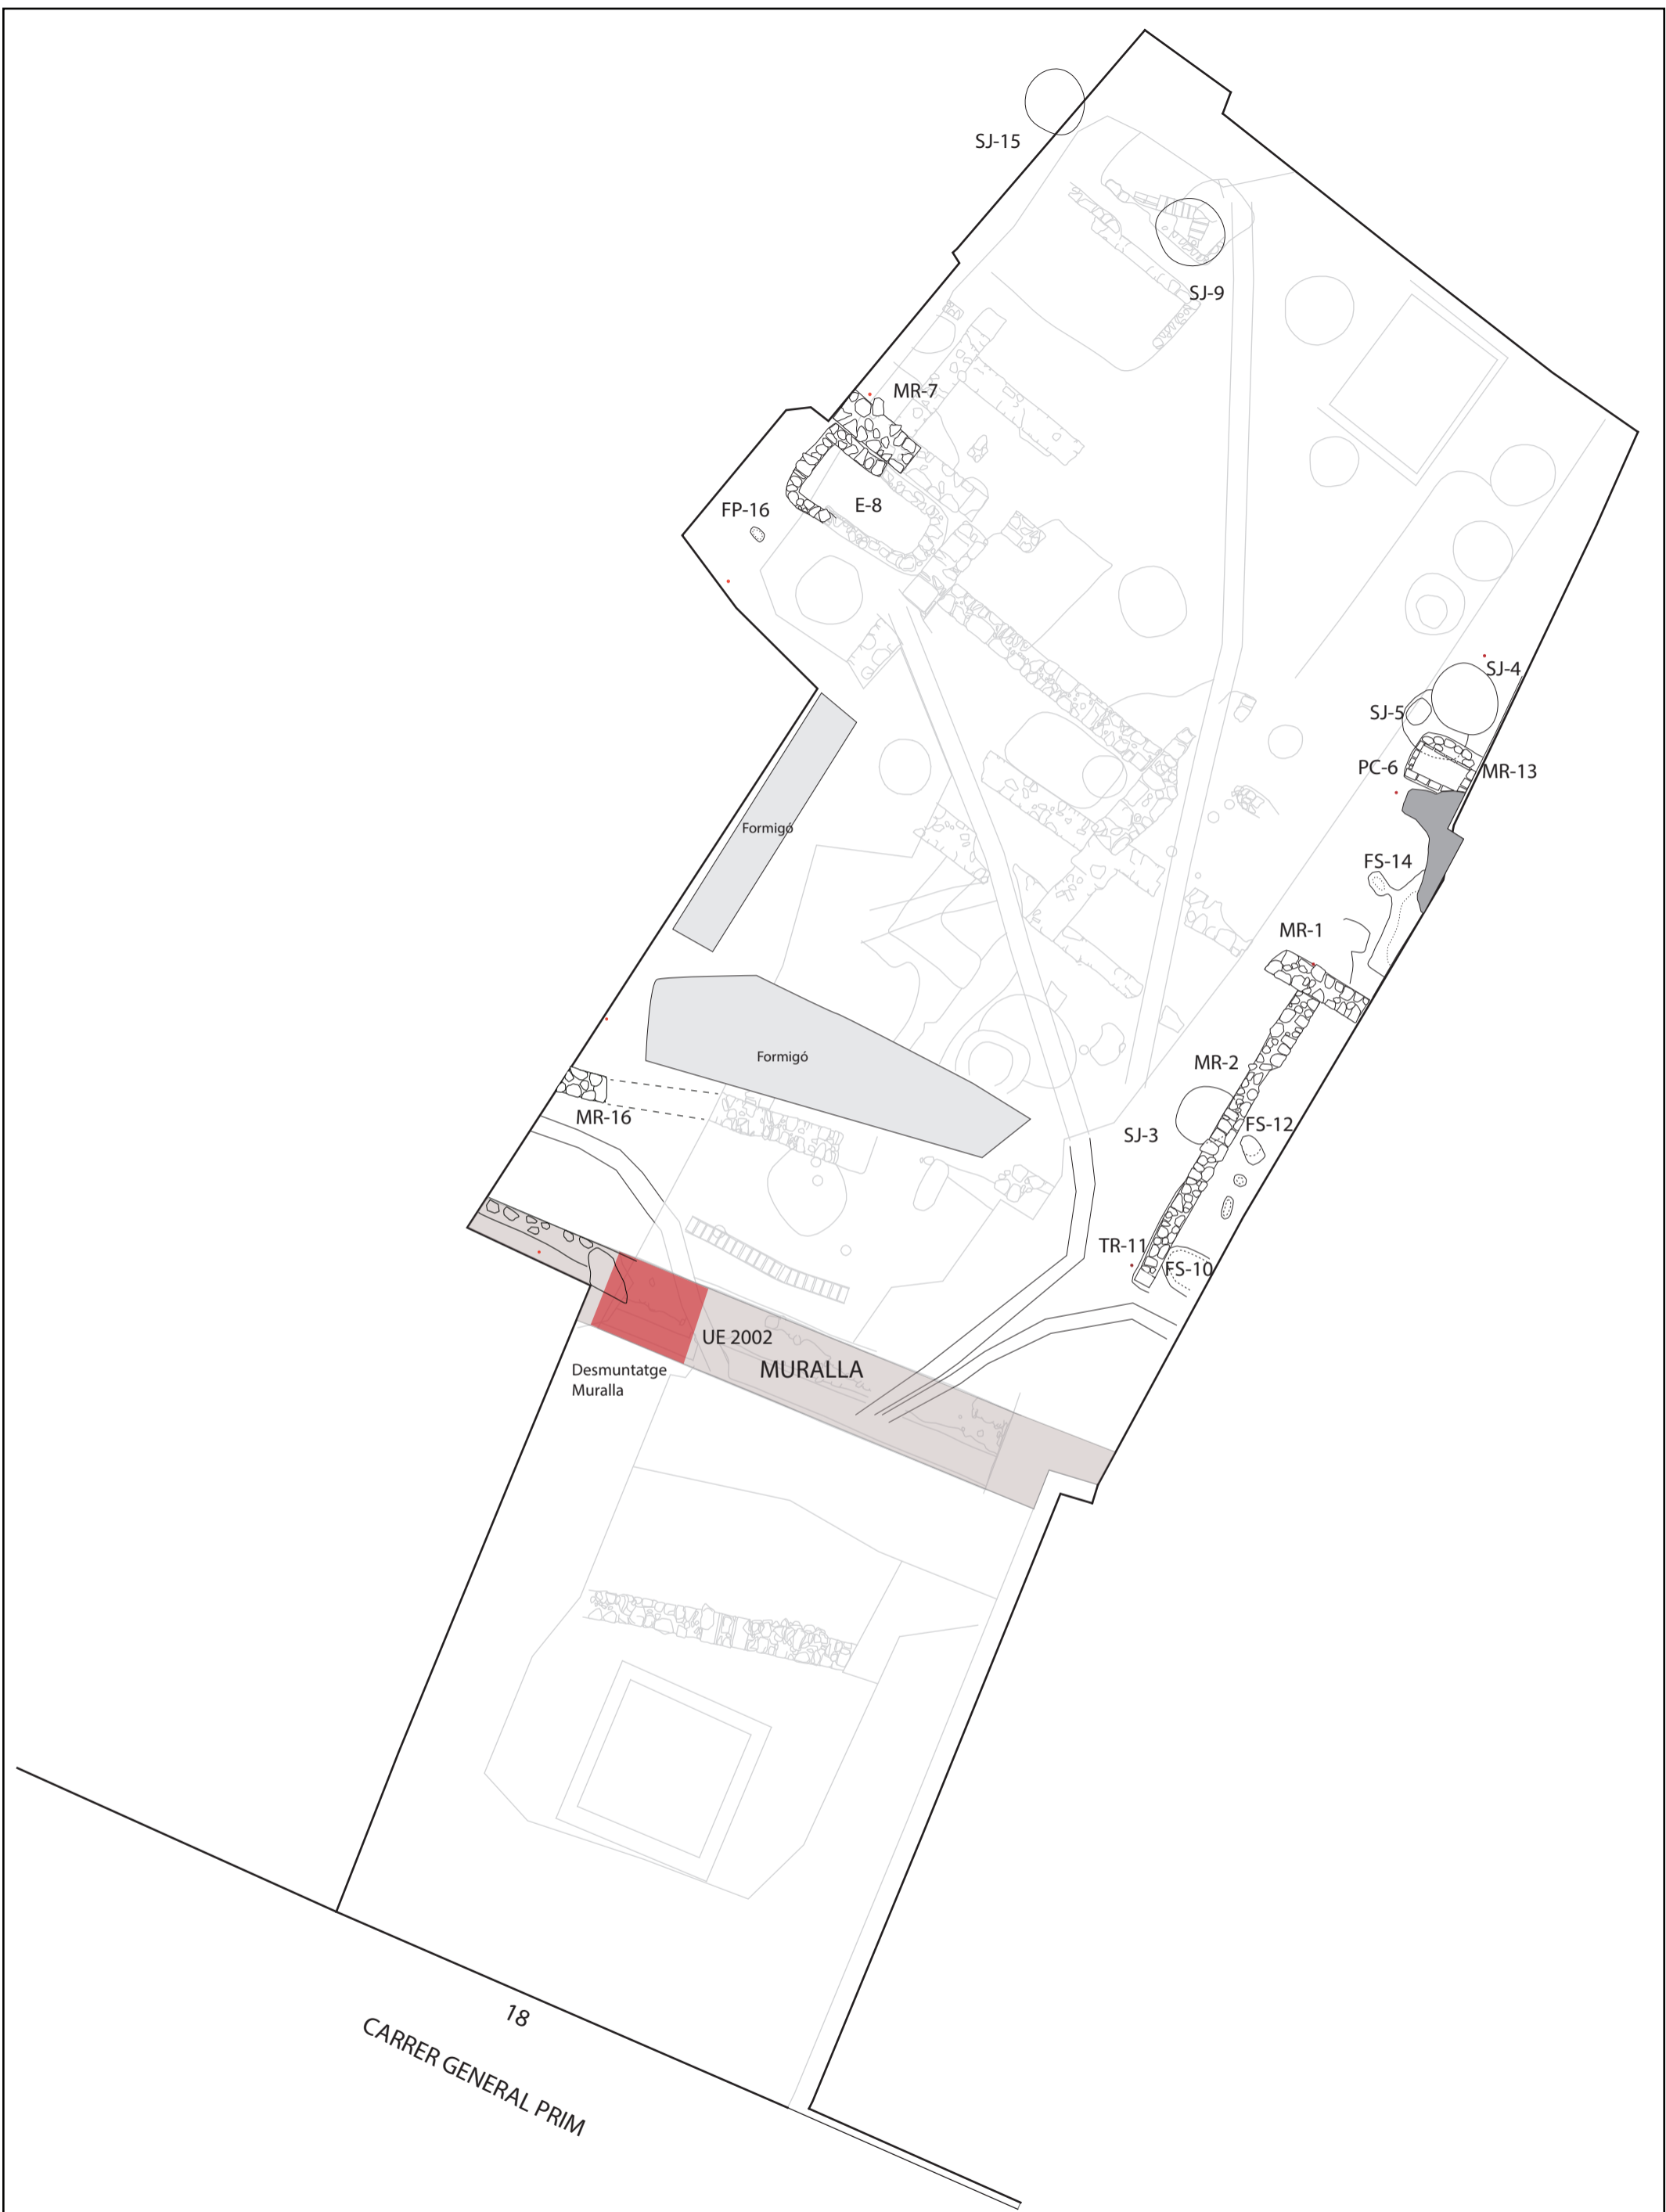 SJ-15
SJ-9
MR-7
E-8
FP-16
SJ-4
SJ-5
PC-6
MR-13
Formigó
FS-14
MR-1
Formigó
MR-2
MR-16
FS-12
SJ-3
TR-11
FS-10
UE 2002
MURALLA
Desmuntatge
Muralla
18
CARRER GENERAL PRIM